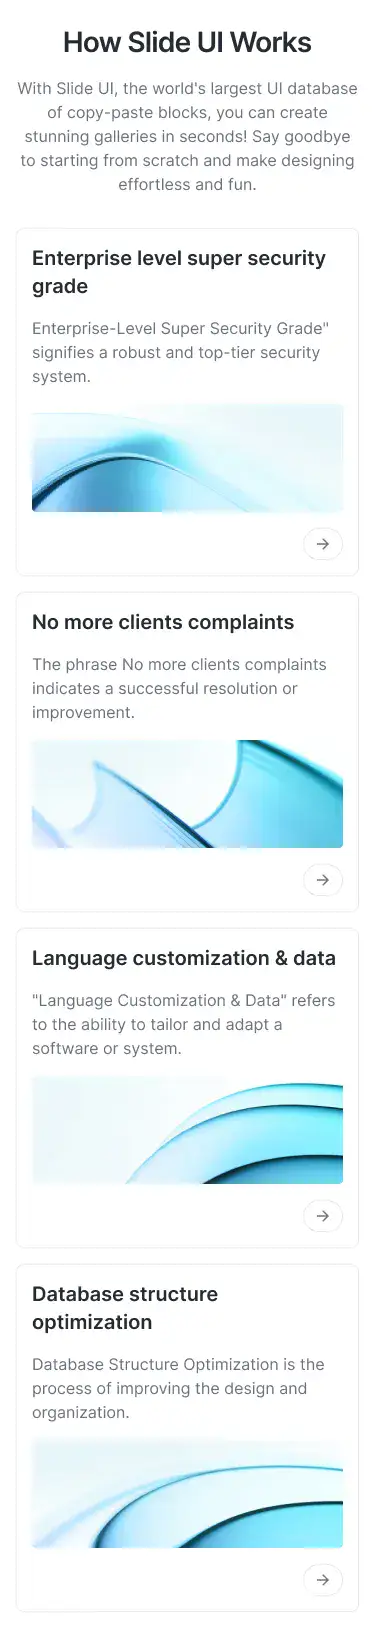 How Slide UI Works
With Slide UI, the world's largest UI database
of copy-paste blocks, you can create
stunning galleries in seconds! Say goodbye
to starting from scratch and make designing
effortless and fun.
Enterprise level super security
grade
Enterprise-Level Super Security Grade"
signifies a robust and top-tier security
system.
No more clients complaints
The phrase No more clients complaints
indicates a successful resolution or
improvement.
Language customization & data
"Language Customization & Data" refers
to the ability to tailor and adapt a
software or system.
Database structure
optimization
Database Structure Optimization is the
process of improving the design and
organization.